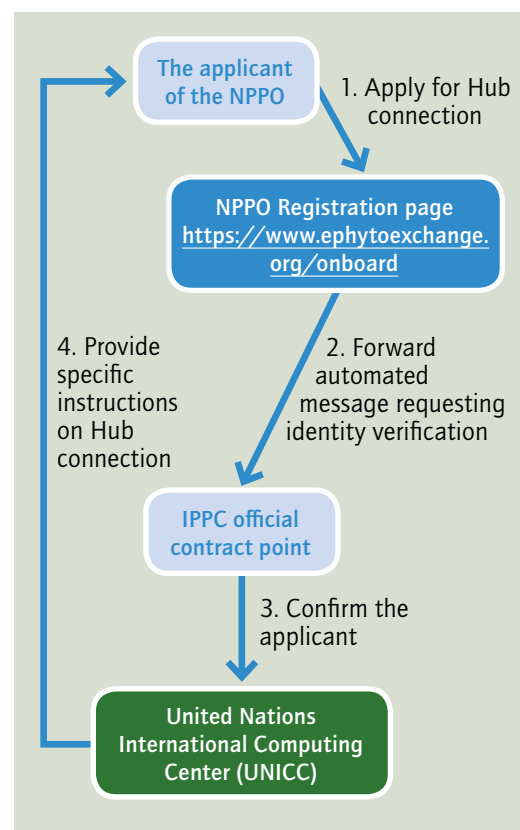 The applicant
of the NPPO
1. Apply for Hub
connection
NPPO Registration page
https://www.ephytoexchange.
org/onboard
2. Forward
automated
message requesting
identity verification
4. Provide
specific
instructions
on Hub
connection
IPPC official
contract point
3. Confirm the
applicant
United Nations
International Computing
Center (UNICC)